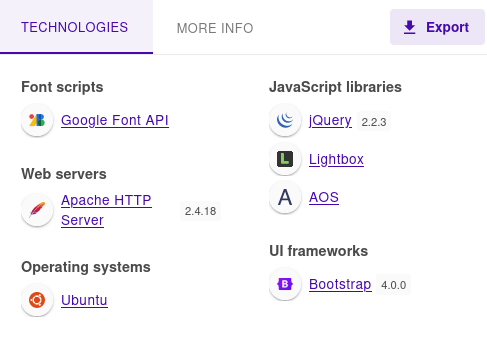 TECHNOLOGIES
MORE INFO
Export
Font scripts
Google Font API
Web servers
Apache HTTP
Server
2.4.18
Operating systems
Ubuntu
JavaScript libraries
jQuery 2.2.3
L Lightbox
A AOS
UI frameworks
B Bootstrap 4.0.0